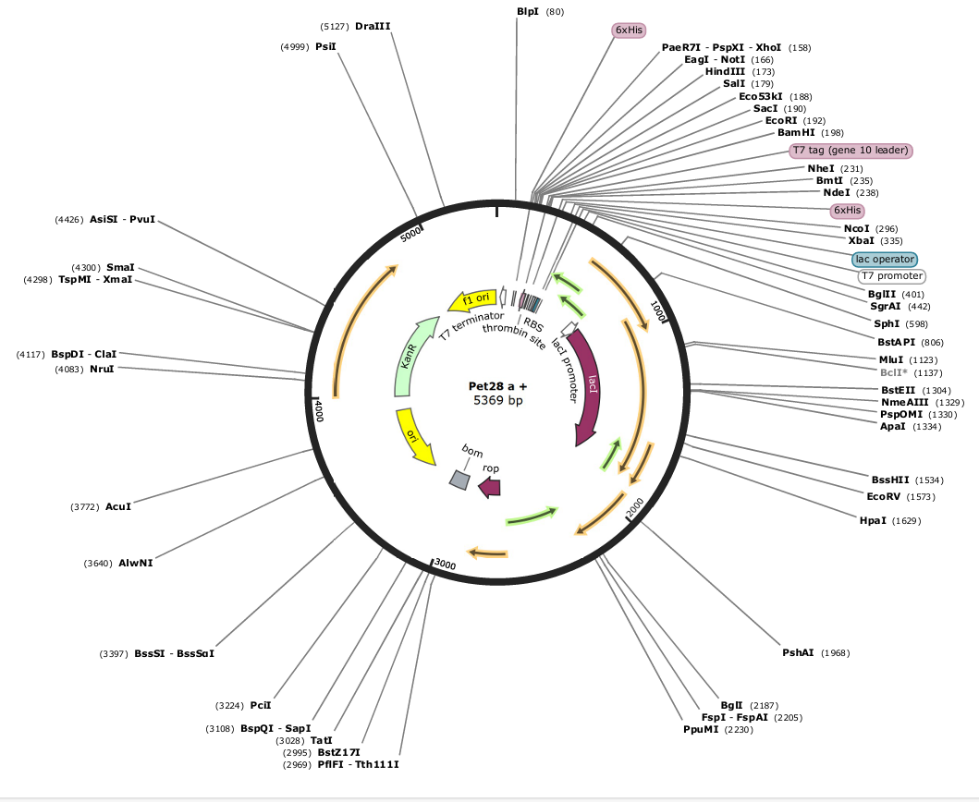 BlpI (80)
6xHis
PaeR7I - PspXI - XhoI (158)
EagI - NotI (166)
HindIII (173)
SalI (179)
Eco53kI (188)
SacI (190)
EcoRI (192)
BamHI (198)
T7 tag (gene 10 leader)
NheI (231)
BmtI (235)
NdeI (238)
6xHis
NcoI (296)
XbaI (335)
lac operator
T7 promoter
BglII (401)
SgrAI (442)
SphI (598)
BstAPI (806)
MluI (1123)
BclI* (1137)
BstEII (1304)
NmeAIII (1329)
PspOMI (1330)
ApaI (1334)
BssHII (1534)
EcoRV (1573)
HpaI (1629)
PshAI (1968)
BglI (2187)
FspI - FspAI (2205)
PpuMI (2230)
(2969) PflFI - Tth111I
(2995) BstZ17I
(3028) TatI
(3108) BspQI - SapI
(3224) PciI
(3397) BssSI - BssSαI
(3640) AlwNI
(3772) AcuI
(4083) NruI
(4117) BspDI - ClaI
(4298) TspMI - XmaI
(4300) SmaI
(4426) AsiSI - PvuI
(4999) PsiI
(5127) DraIII
1000
2000
3000
4000
5000
f1 ori
T7 terminator
thrombin site
RBS
lacI promoter
lacI
KanR
ori
bom
rop
Pet28 a +
5369 bp